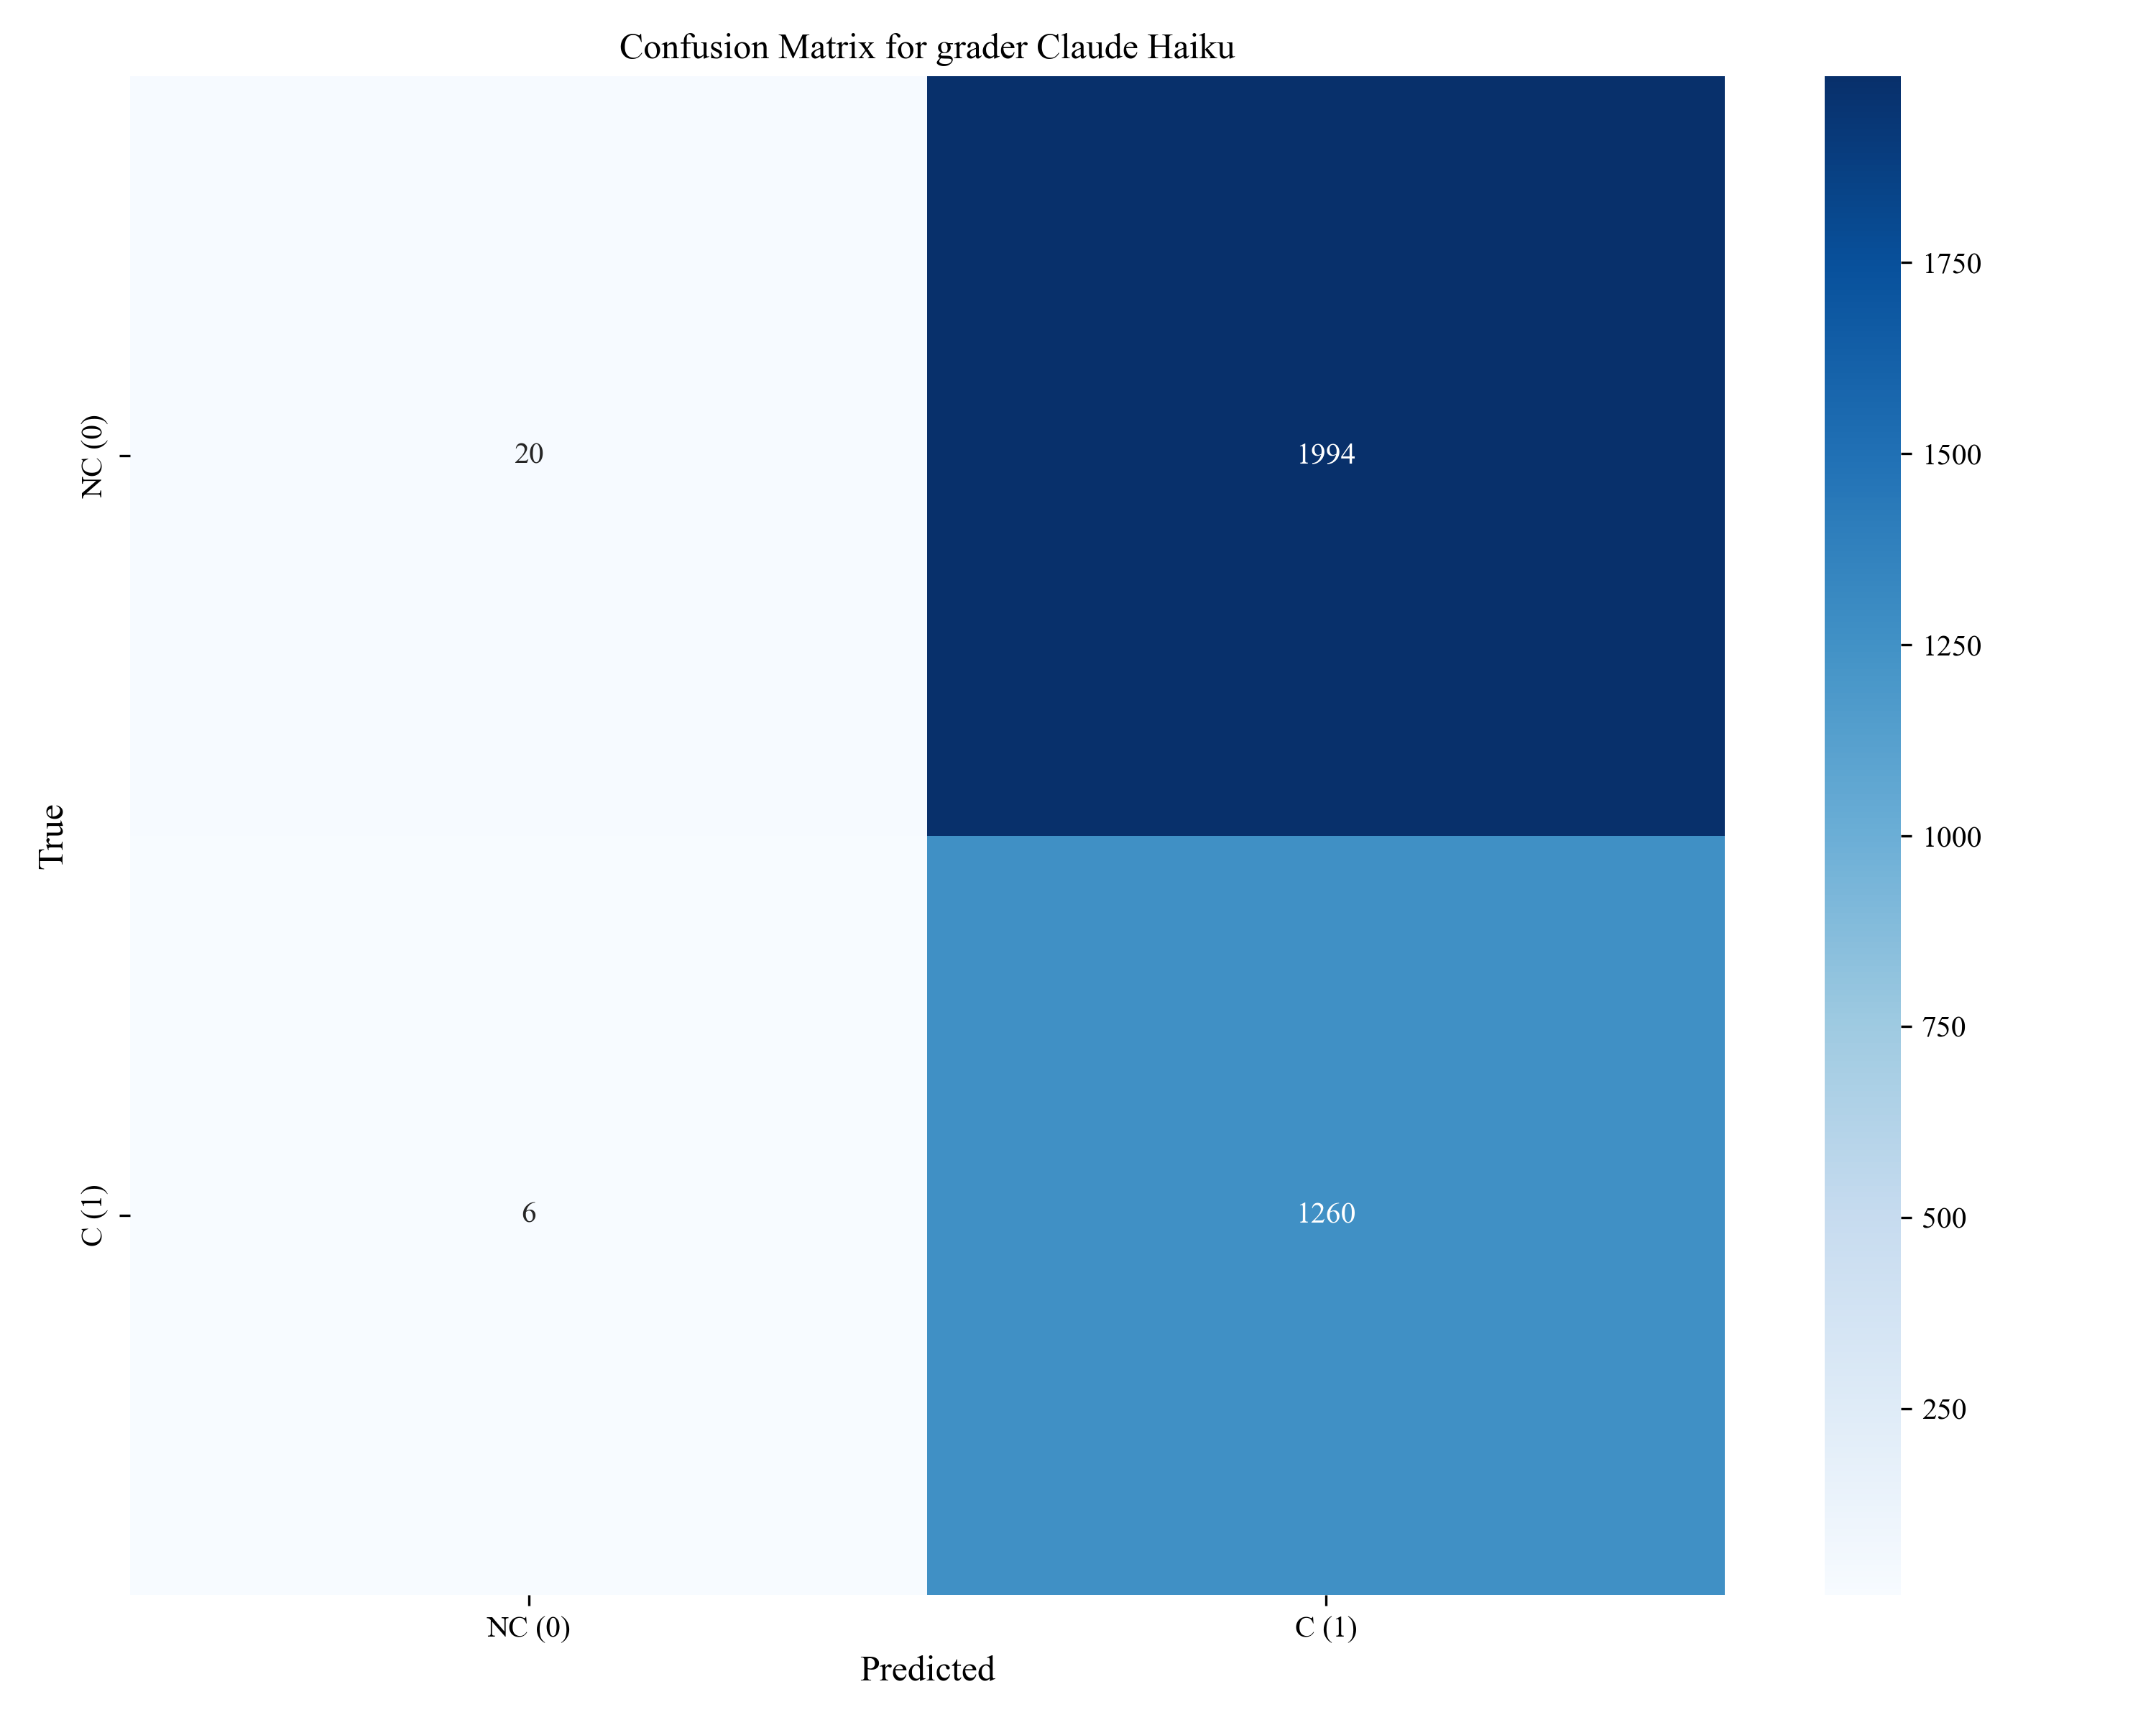 Confusion Matrix for grader Claude Haiku
True
NC (0)
C (1)
20
1994
6
1260
NC (0)
C (1)
Predicted
1750
1500
1250
1000
750
500
250